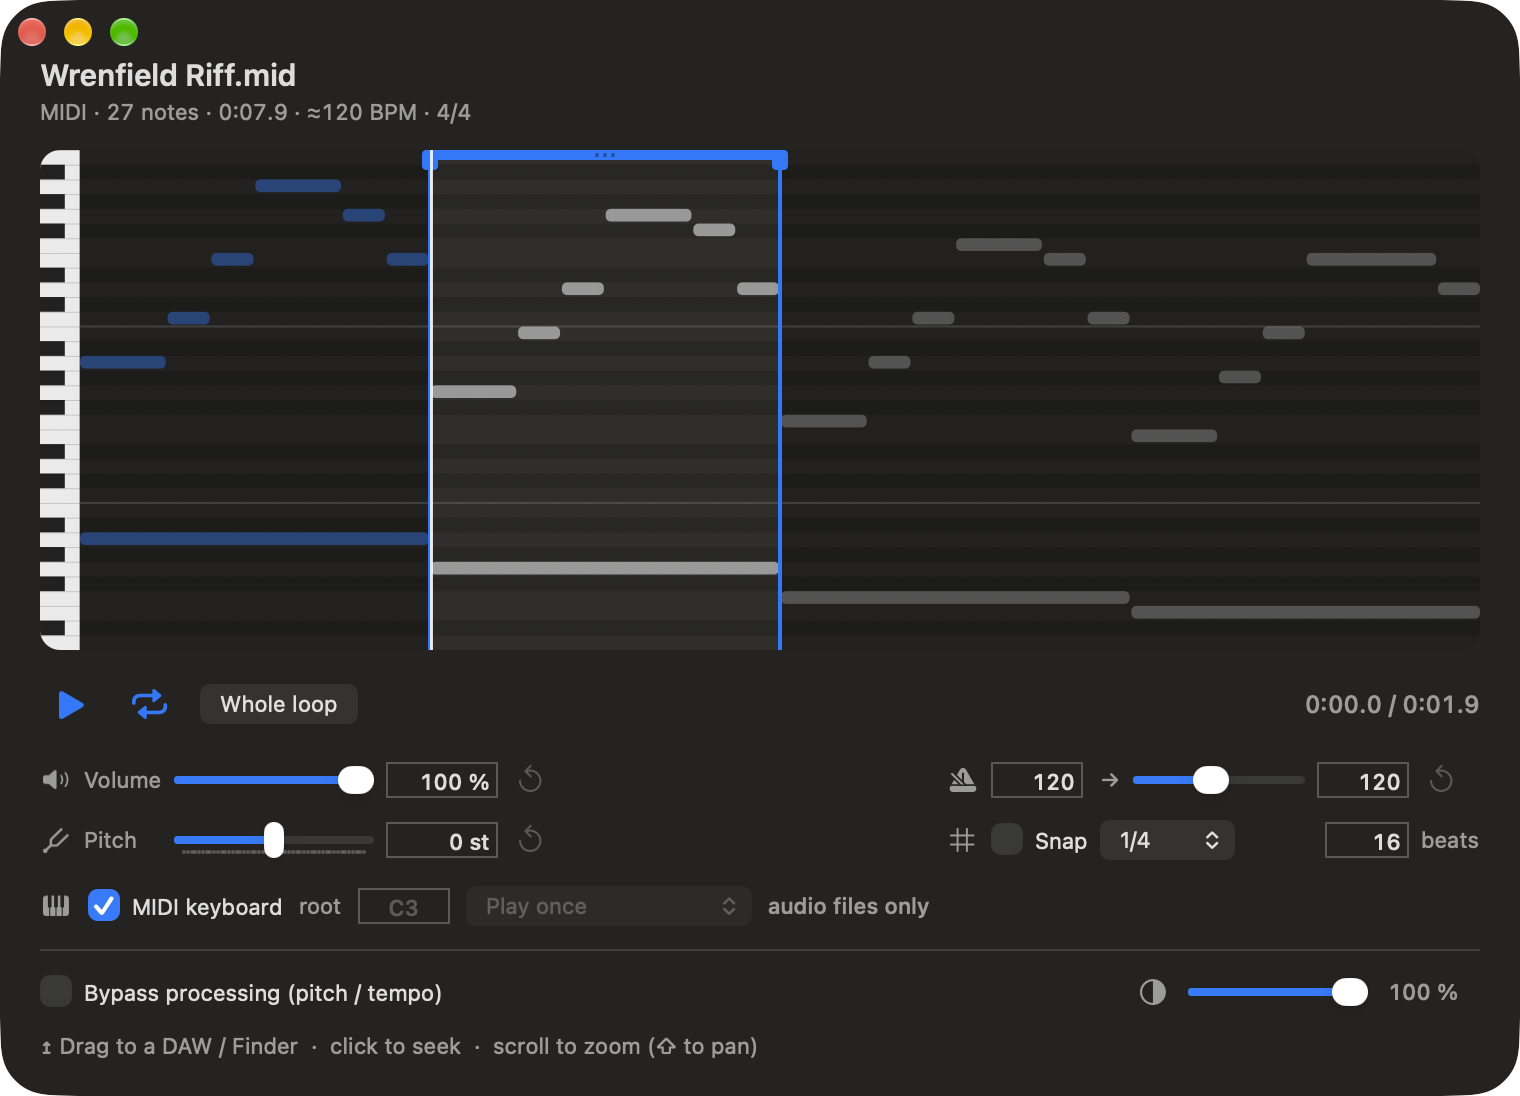 Wrenfield Riff.mid
MIDI · 27 notes · 0:07.9 · ≈120 BPM · 4/4
Whole loop
0:00.0 / 0:01.9
Volume 100 % 120 → 120
Pitch 0 st Snap 1/4 16 beats
MIDI keyboard root C3 Play once audio files only
Bypass processing (pitch / tempo) 100 %
↥ Drag to a DAW / Finder · click to seek · scroll to zoom (⇧ to pan)